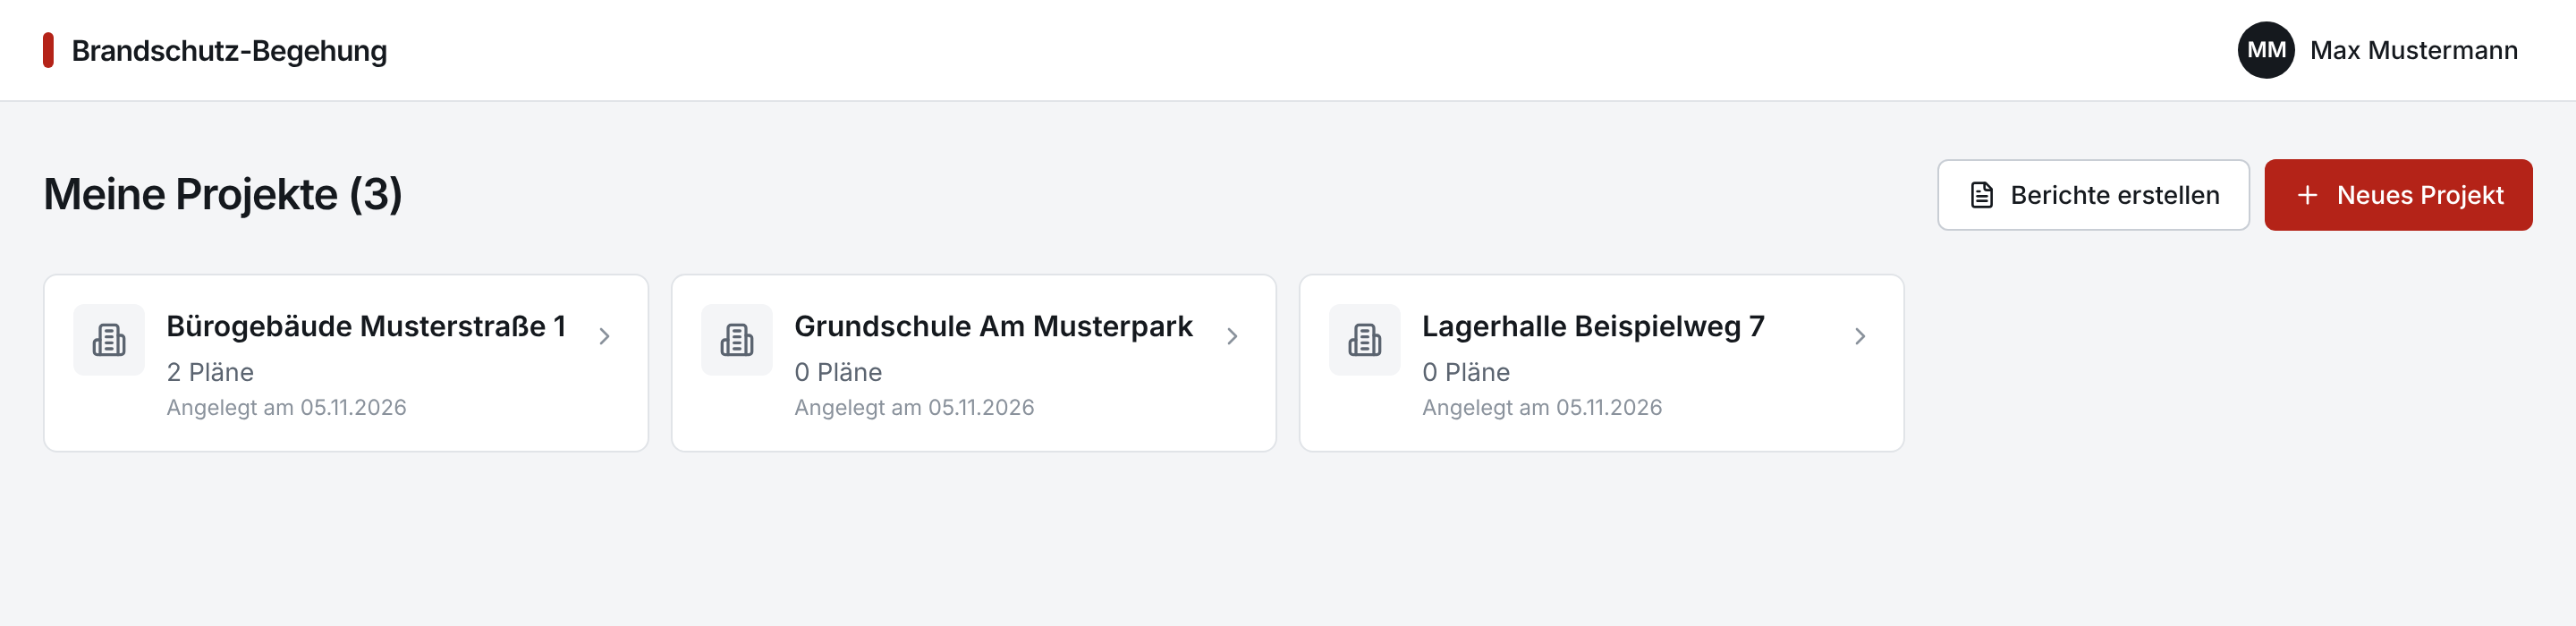 Brandschutz-Begehung
MM Max Mustermann
Meine Projekte (3)
Berichte erstellen
Neues Projekt
Bürogebäude Musterstraße 1
2 Pläne
Angelegt am 05.11.2026
Grundschule Am Musterpark
0 Pläne
Angelegt am 05.11.2026
Lagerhalle Beispielweg 7
0 Pläne
Angelegt am 05.11.2026